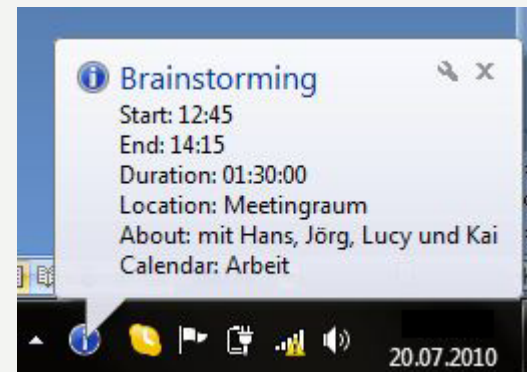 Brainstorming
Start: 12:45
End: 14:15
Duration: 01:30:00
Location: Meetingraum
About: mit Hans, Jörg, Lucy und Kai
Calendar: Arbeit
20.07.2010